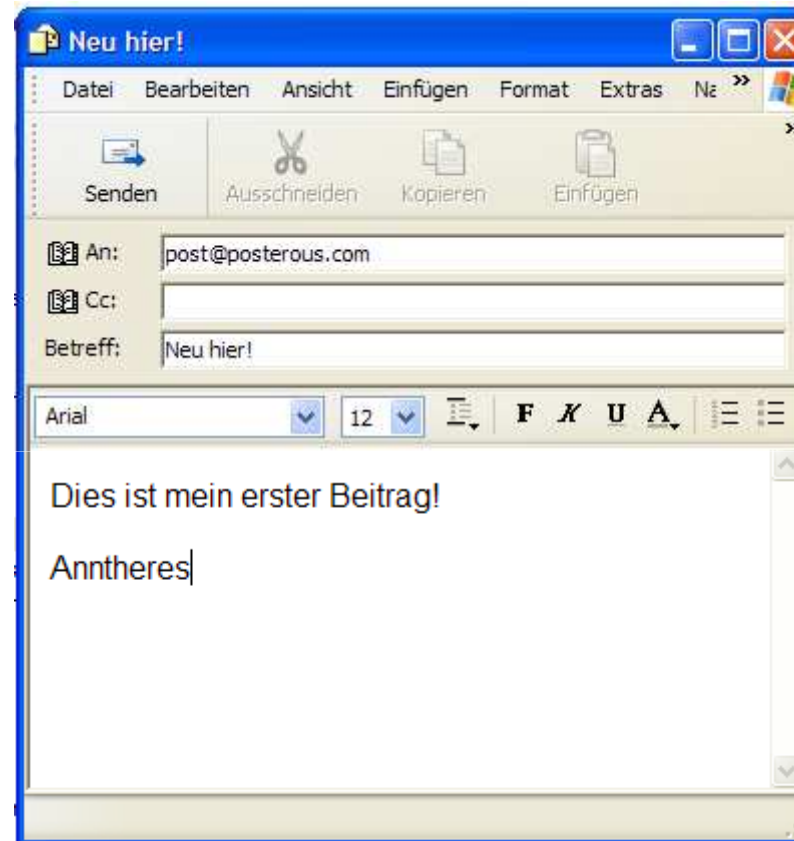 Neu hier!
Datei Bearbeiten Ansicht Einfügen Format Extras »
Senden Ausschneiden Kopieren Einfügen »
An: post@posterous.com
Cc:
Betreff: Neu hier!
Arial 12 F K U A
Dies ist mein erster Beitrag!
Anntheres